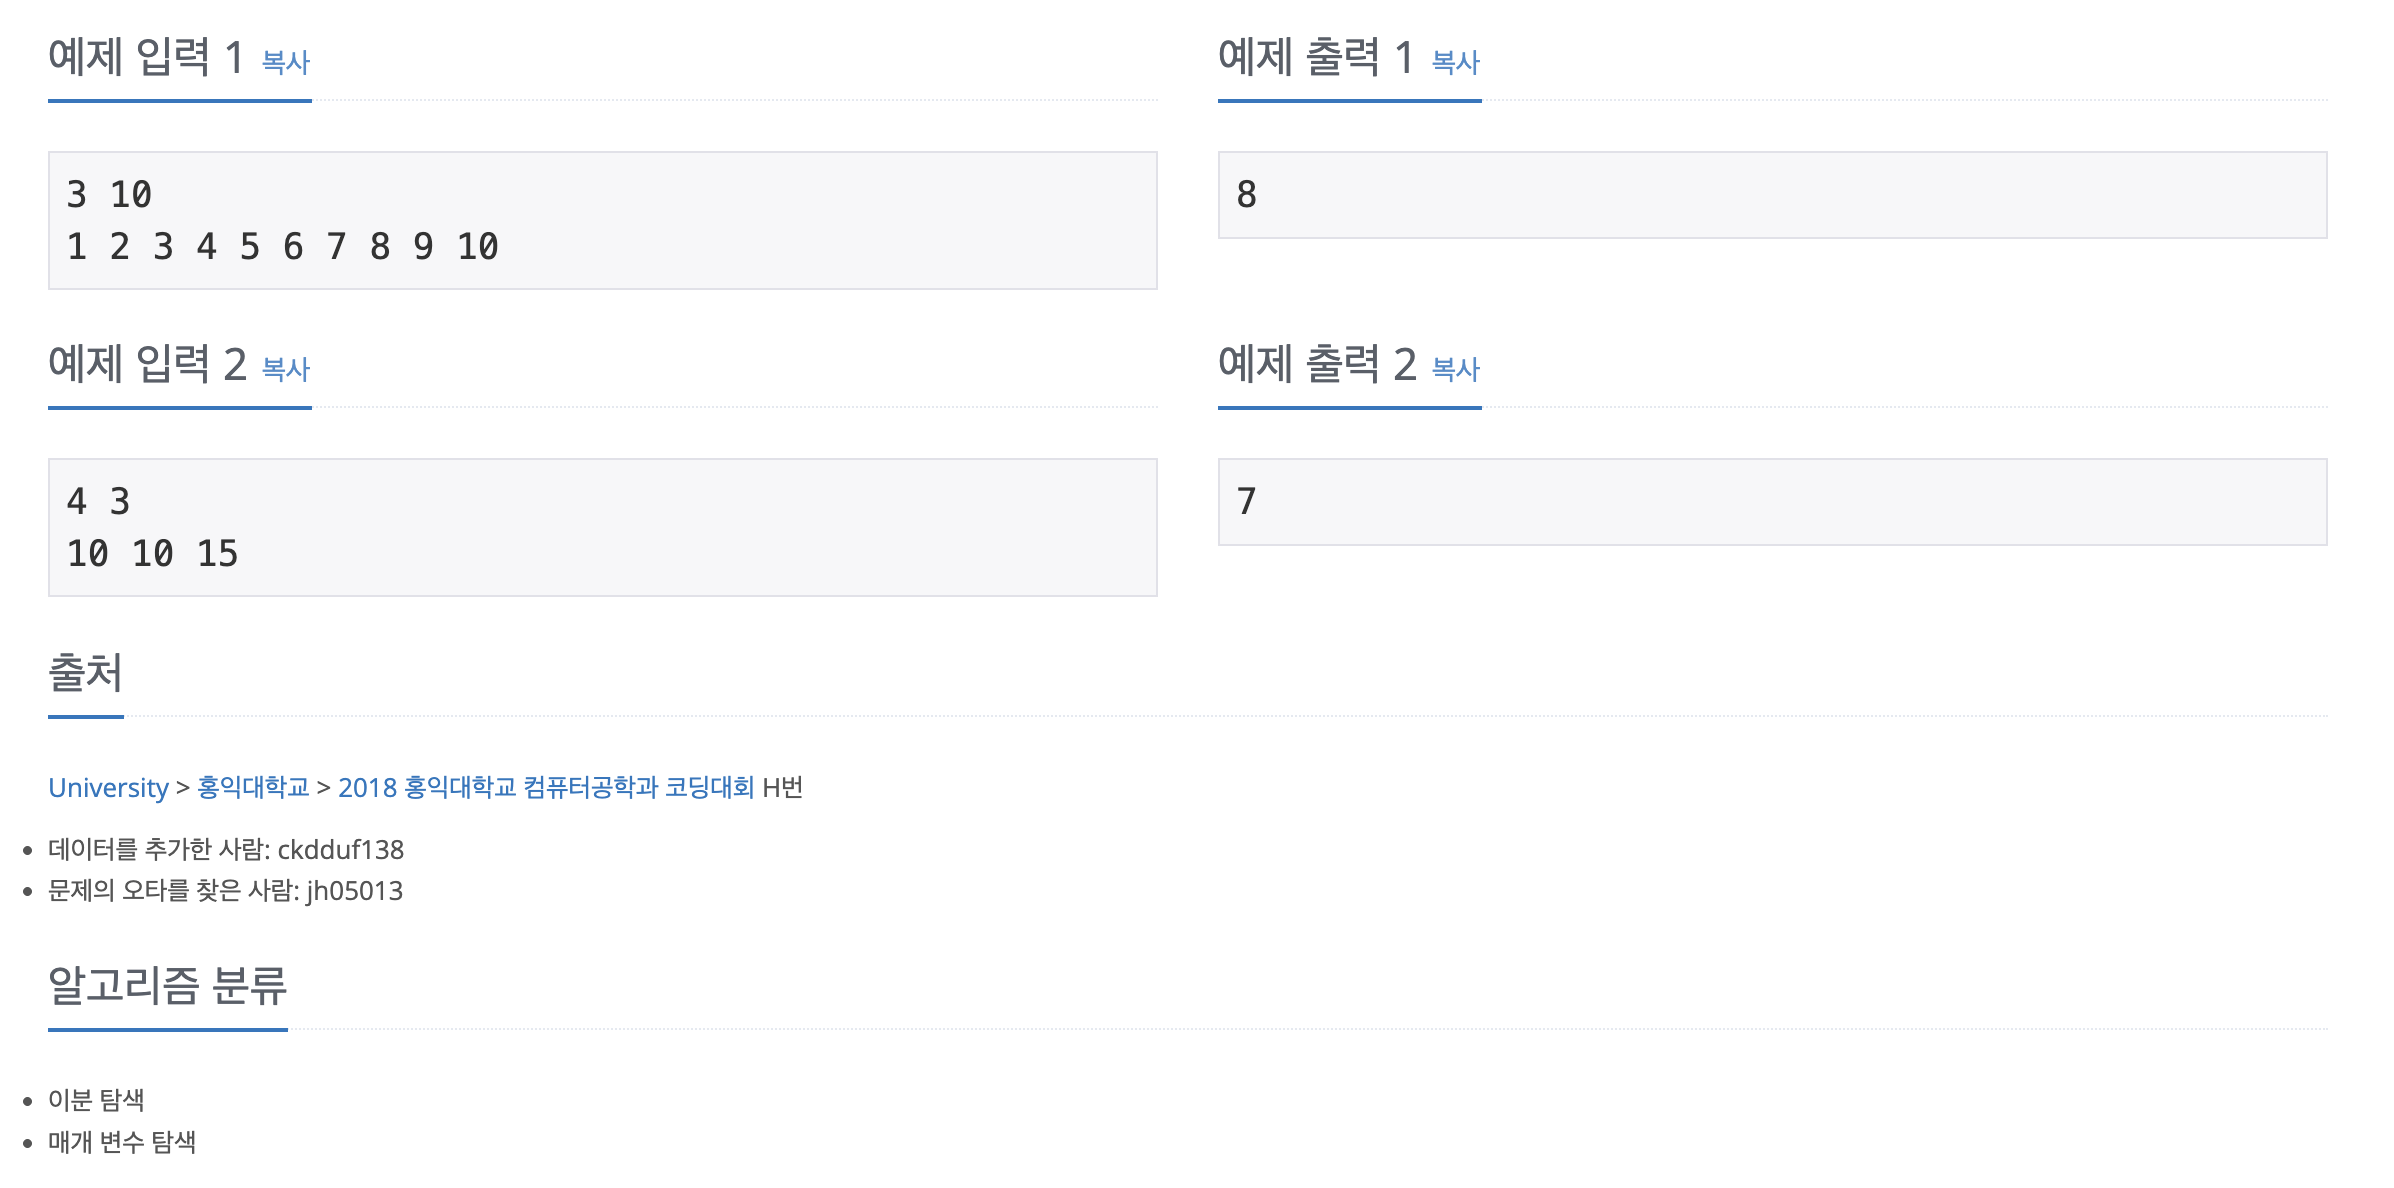 예제 입력 1 복사
3 10
1 2 3 4 5 6 7 8 9 10
예제 출력 1 복사
8
예제 입력 2 복사
4 3
10 10 15
예제 출력 2 복사
7
출처
University > 홍익대학교 > 2018 홍익대학교 컴퓨터공학과 코딩대회 H번
데이터를 추가한 사람: ckdduf138
문제의 오타를 찾은 사람: jh05013
알고리즘 분류
이분 탐색
매개 변수 탐색